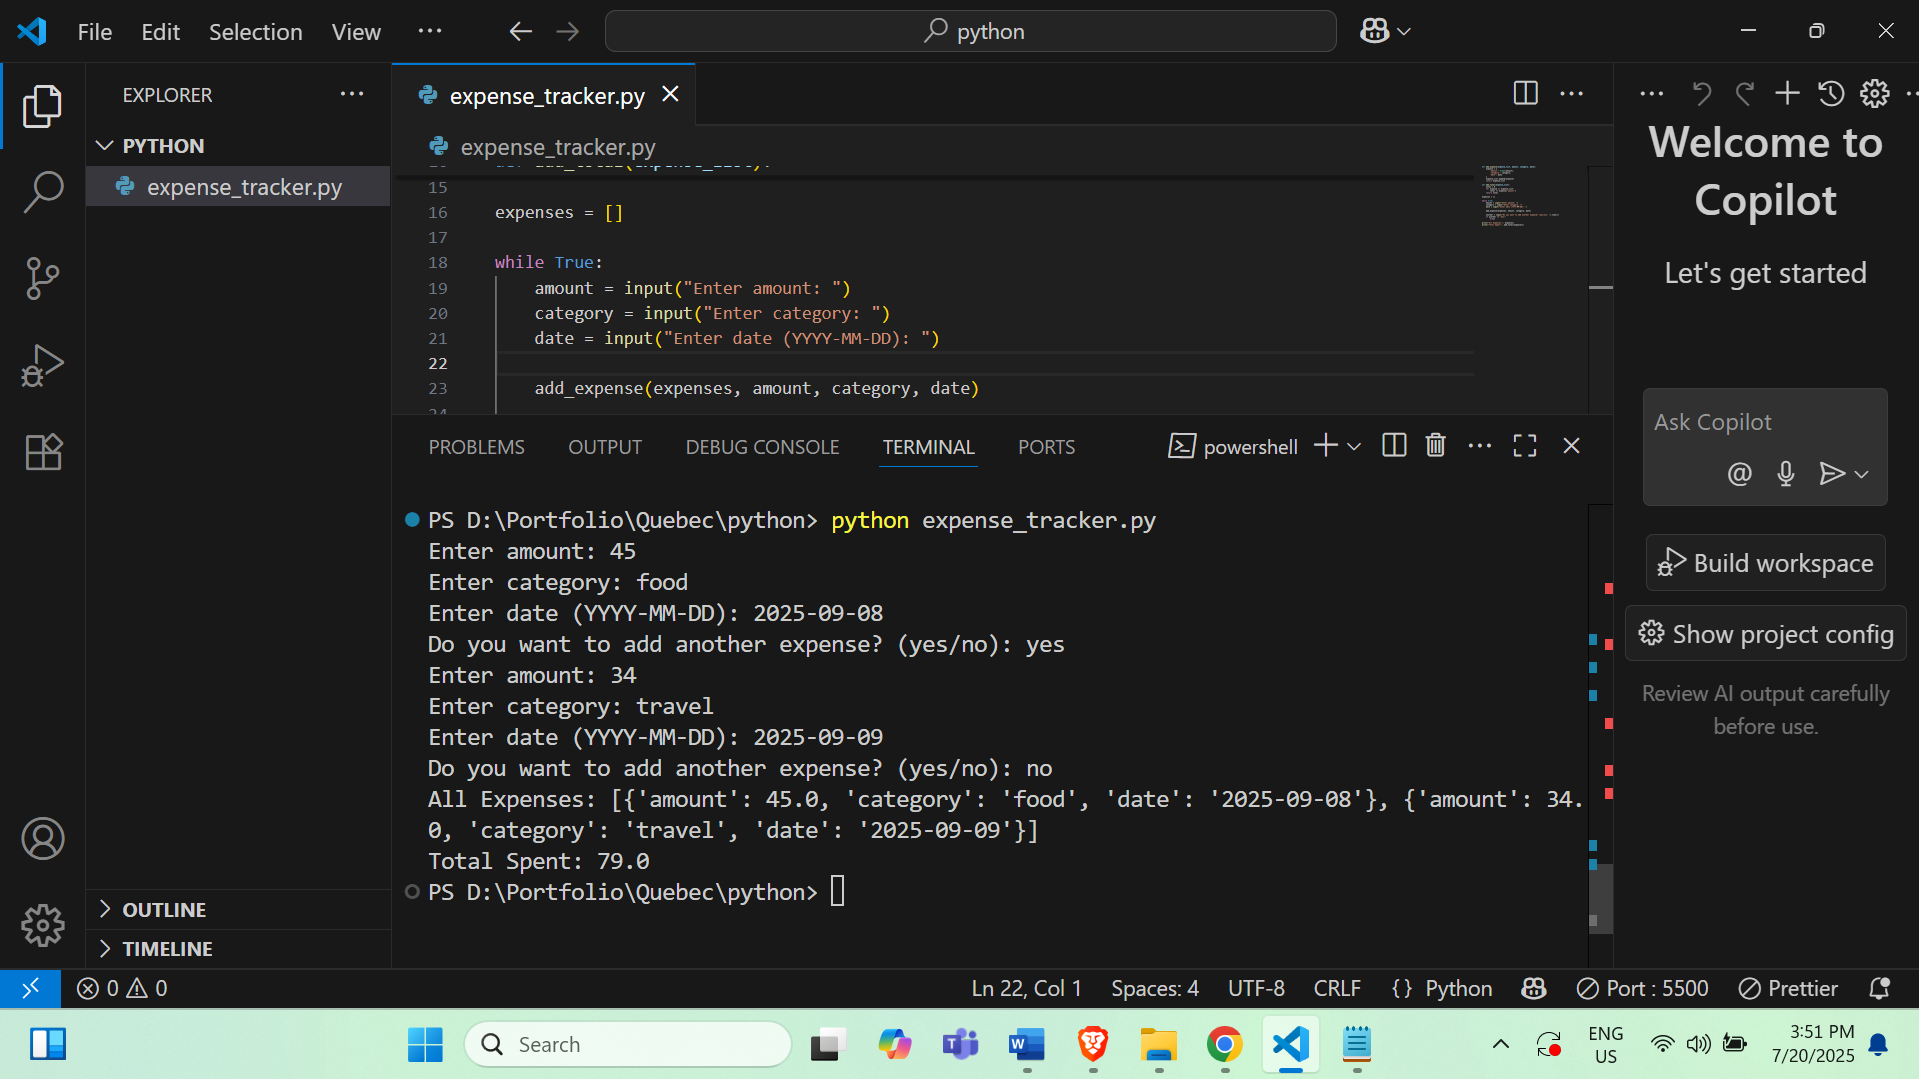 File Edit Selection View ··· python
EXPLORER ···
PYTHON
expense_tracker.py
OUTLINE
TIMELINE
expense_tracker.py
expense_tracker.py
15
16 expenses = []
17
18 while True:
19 amount = input("Enter amount: ")
20 category = input("Enter category: ")
21 date = input("Enter date (YYYY-MM-DD): ")
22
23 add_expense(expenses, amount, category, date)
PROBLEMS OUTPUT DEBUG CONSOLE TERMINAL PORTS powershell
PS D:\Portfolio\Quebec\python> python expense_tracker.py
Enter amount: 45
Enter category: food
Enter date (YYYY-MM-DD): 2025-09-08
Do you want to add another expense? (yes/no): yes
Enter amount: 34
Enter category: travel
Enter date (YYYY-MM-DD): 2025-09-09
Do you want to add another expense? (yes/no): no
All Expenses: [{'amount': 45.0, 'category': 'food', 'date': '2025-09-08'}, {'amount': 34.
0, 'category': 'travel', 'date': '2025-09-09'}]
Total Spent: 79.0
PS D:\Portfolio\Quebec\python>
Welcome to
Copilot
Let's get started
Ask Copilot
@
Build workspace
Show project config
Review AI output carefully
before use.
0 0 Ln 22, Col 1 Spaces: 4 UTF-8 CRLF {} Python Port : 5500 Prettier
Search
ENG
US
3:51 PM
7/20/2025